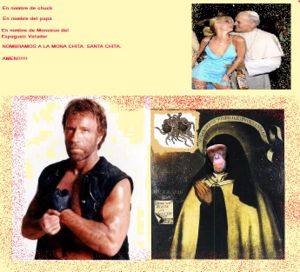 En nombre de chuck
En nombre del papa
En nombre de Monstruo del
Espagueti Volador
NOMBRAMOS A LA MONA CHITA, SANTA CHITA.
AMEN!!!!!